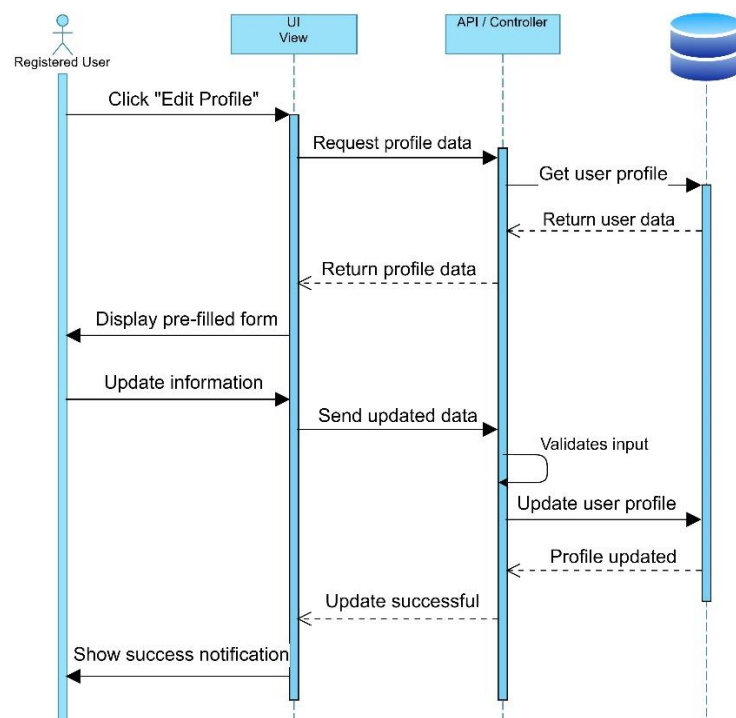 UI
View
API / Controller
Registered User
Click "Edit Profile"
Request profile data
Get user profile
Return user data
Return profile data
Display pre-filled form
Update information
Send updated data
Validates input
Update user profile
Profile updated
Update successful
Show success notification